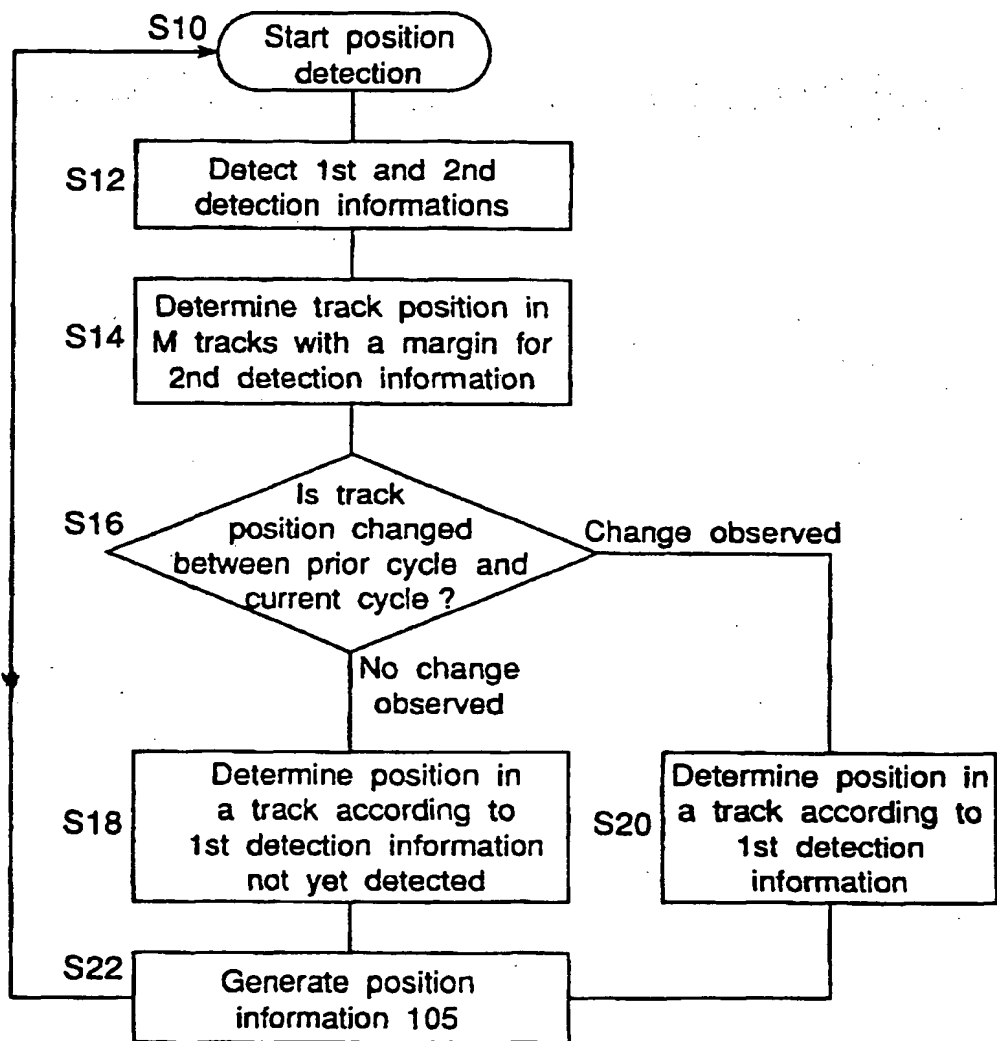 S10
Start position
detection
S12
Detect 1st and 2nd
detection informations
S14
Determine track position in
M tracks with a margin for
2nd detection information
S16
Is track
position changed
between prior cycle and
current cycle ?
Change observed
No change
observed
S18
Determine position in
a track according to
1st detection information
not yet detected
S20
Determine position in
a track according to
1st detection
information
S22
Generate position
information 105